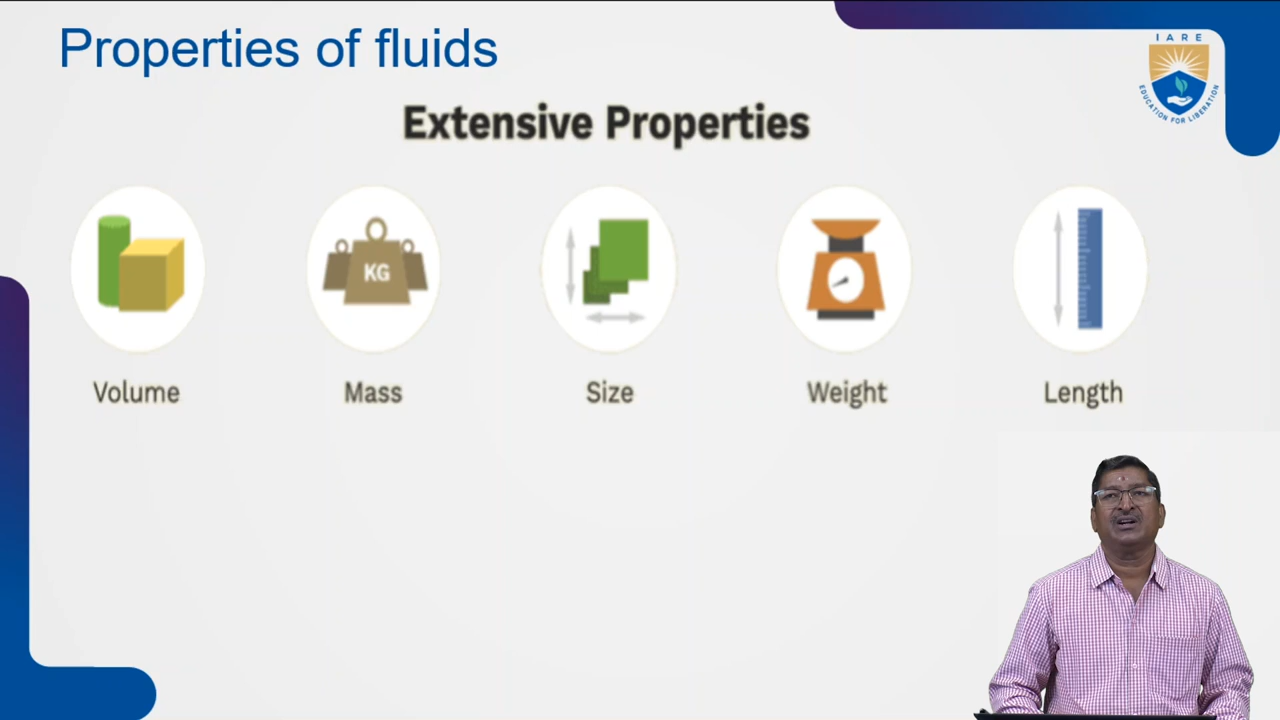 Properties of fluids
IARE
EDUCATION FOR LIBERATION
Extensive Properties
KG
Volume
Mass
Size
Weight
Length